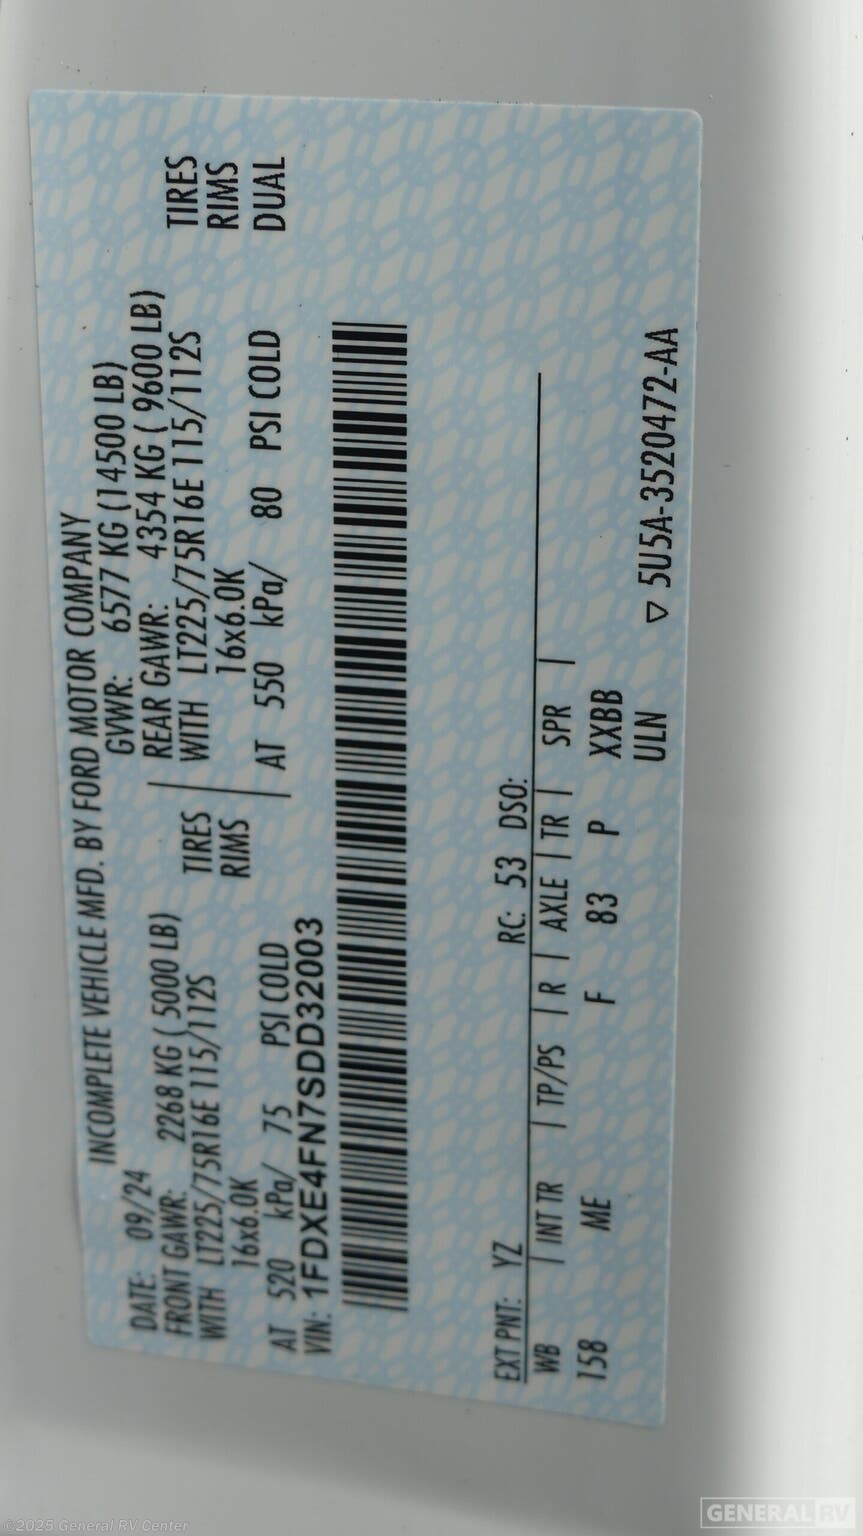 INCOMPLETE VEHICLE MFD. BY FORD MOTOR COMPANY
DATE: 09/24 GVWR: 6577 KG (14500 LB)
FRONT GAWR: 2268 KG ( 5000 LB) REAR GAWR: 4354 KG ( 9600 LB)
WITH LT225/75R16E 115/112S TIRES WITH LT225/75R16E 115/112S TIRES
16x6.0K RIMS 16x6.0K RIMS
AT 520 kPa/ 75 PSI COLD AT 550 kPa/ 80 PSI COLD DUAL
VIN: 1FDXE4FN7SDD32003
EXT PNT: YZ RC: 53 DSO:
WB | INT TR | TP/PS | R | AXLE | TR | SPR |
158 ME F 83 P XXBB
ULN
▽ 5U5A-3520472-AA
©2025 General RV Center
GENERAL RV